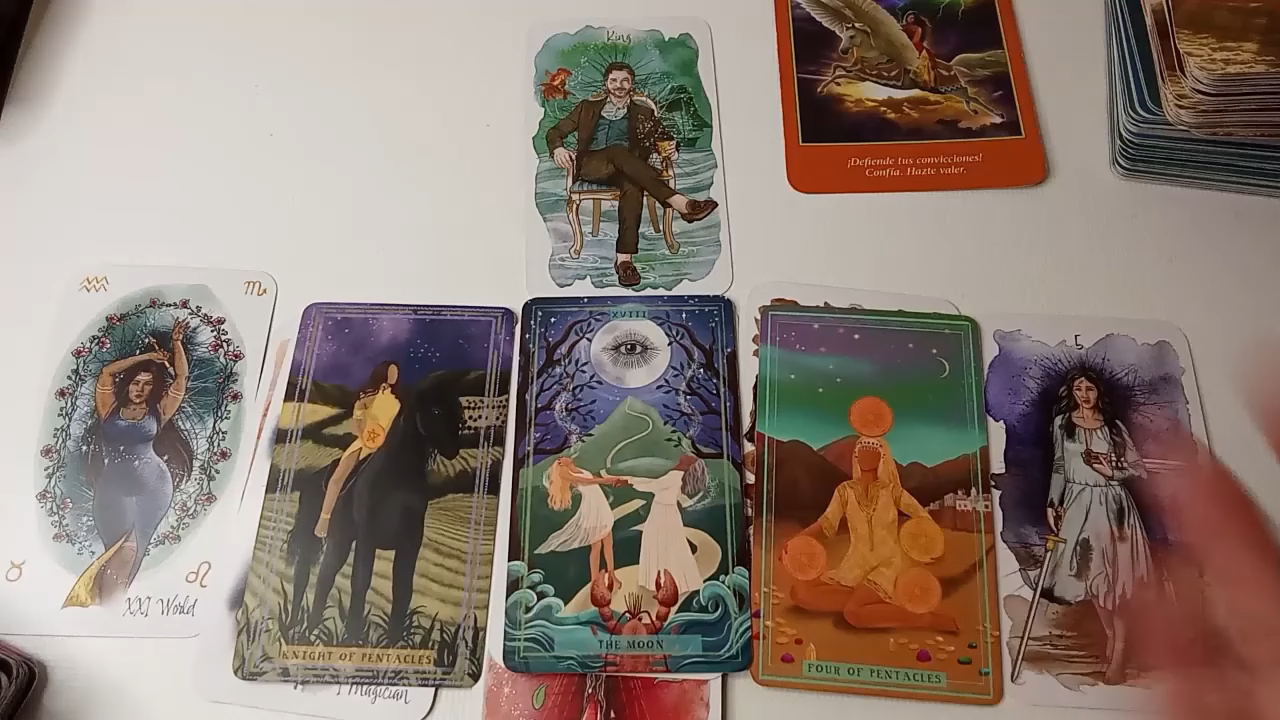 King
¡Defiende tus convicciones!
Confía. Hazte valer.
XXI World
KNIGHT OF PENTACLES
I Magician
XVIII
THE MOON
FOUR OF PENTACLES
5